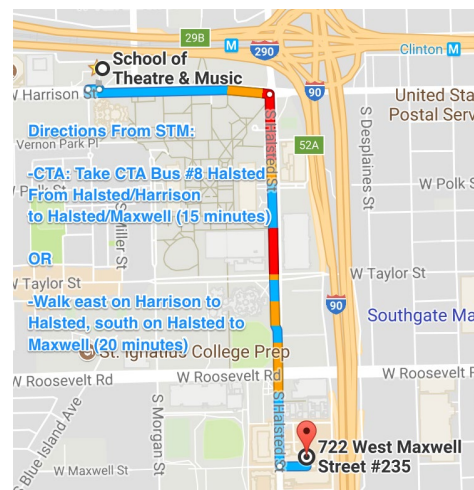 29B
School of
Theatre & Music
290
Clinton M
W Harrison St
90
United Sta
Postal Serv
Directions From STM:
Vernon Park Pl
52A
S Halsted St
S Desplaines St
-CTA: Take CTA Bus #8 Halsted
From Halsted/Harrison
to Halsted/Maxwell (15 minutes)
W Polk St
W Polk S
S Miller St
OR
W Taylor St
W Taylor St
-Walk east on Harrison to
Halsted, south on Halsted to
Maxwell (20 minutes)
90
Southgate Ma
St. Ignatius College Prep
W Roosevelt Rd
W Roosevelt Rd
W Roosevelt R
S Blue Island Ave
S Morgan St
S Halsted St
722 West Maxwell
Street #235
W Maxwell St